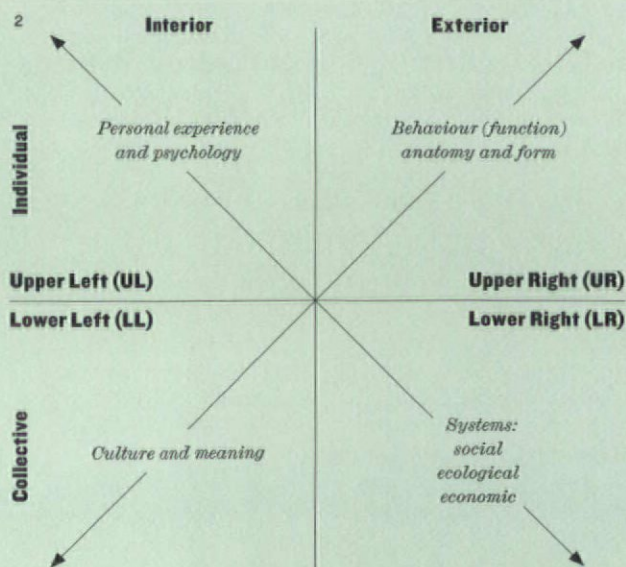 2
Interior
Exterior
Individual
Personal experience
and psychology
Behaviour (function)
anatomy and form
Upper Left (UL)
Upper Right (UR)
Lower Left (LL)
Lower Right (LR)
Collective
Culture and meaning
Systems:
social
ecological
economic